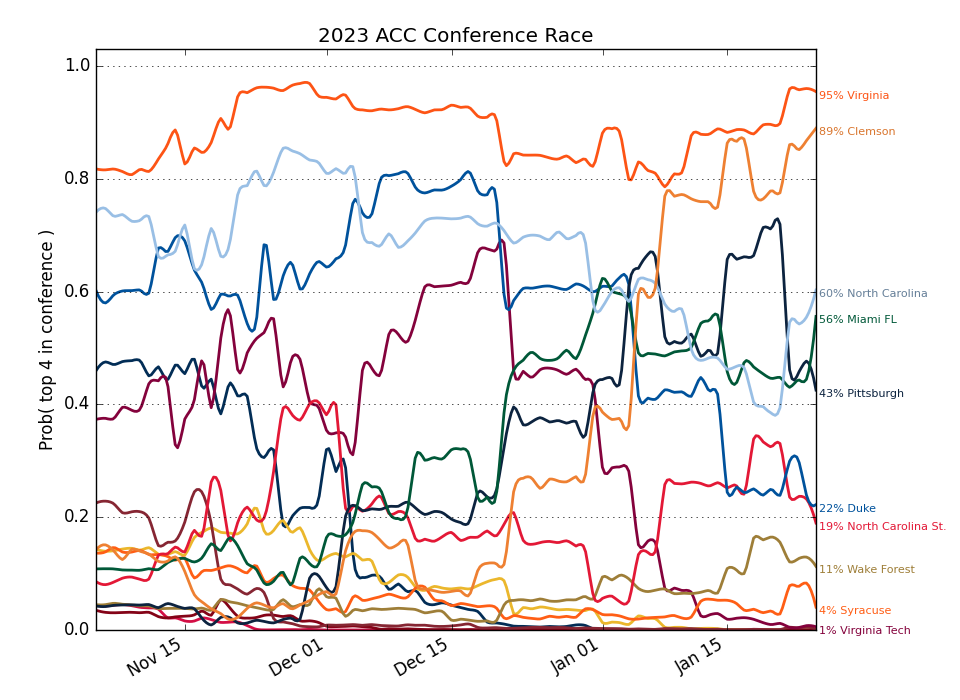 2023 ACC Conference Race
Prob( top 4 in conference )
1.0
0.8
0.6
0.4
0.2
0.0
Nov 15
Dec 01
Dec 15
Jan 01
Jan 15
95% Virginia
89% Clemson
60% North Carolina
56% Miami FL
43% Pittsburgh
22% Duke
19% North Carolina St.
11% Wake Forest
4% Syracuse
1% Virginia Tech